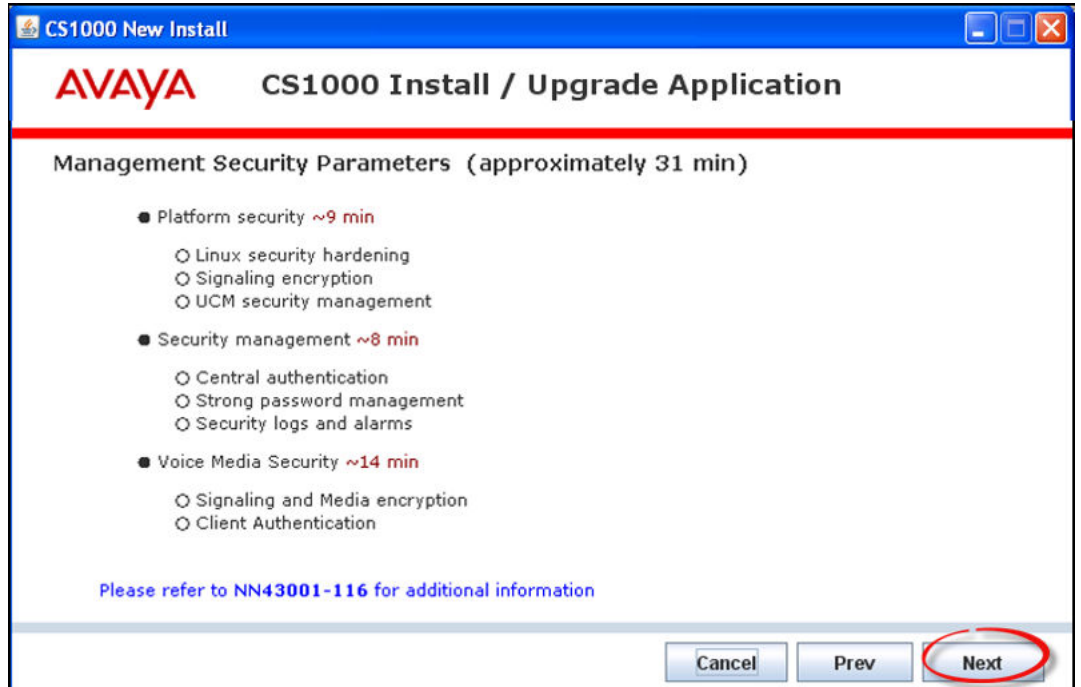 CS1000 New Install
AVAYA CS1000 Install / Upgrade Application
Management Security Parameters (approximately 31 min)
Platform security ~9 min
Linux security hardening
Signaling encryption
UCM security management
Security management ~8 min
Central authentication
Strong password management
Security logs and alarms
Voice Media Security ~14 min
Signaling and Media encryption
Client Authentication
Please refer to NN43001-116 for additional information
Cancel Prev Next